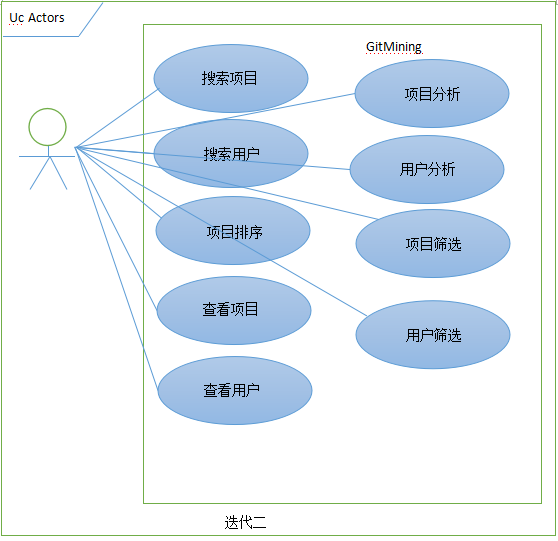 Uc Actors
GitMining
搜索项目
项目分析
搜索用户
用户分析
项目排序
项目筛选
查看项目
用户筛选
查看用户
迭代二